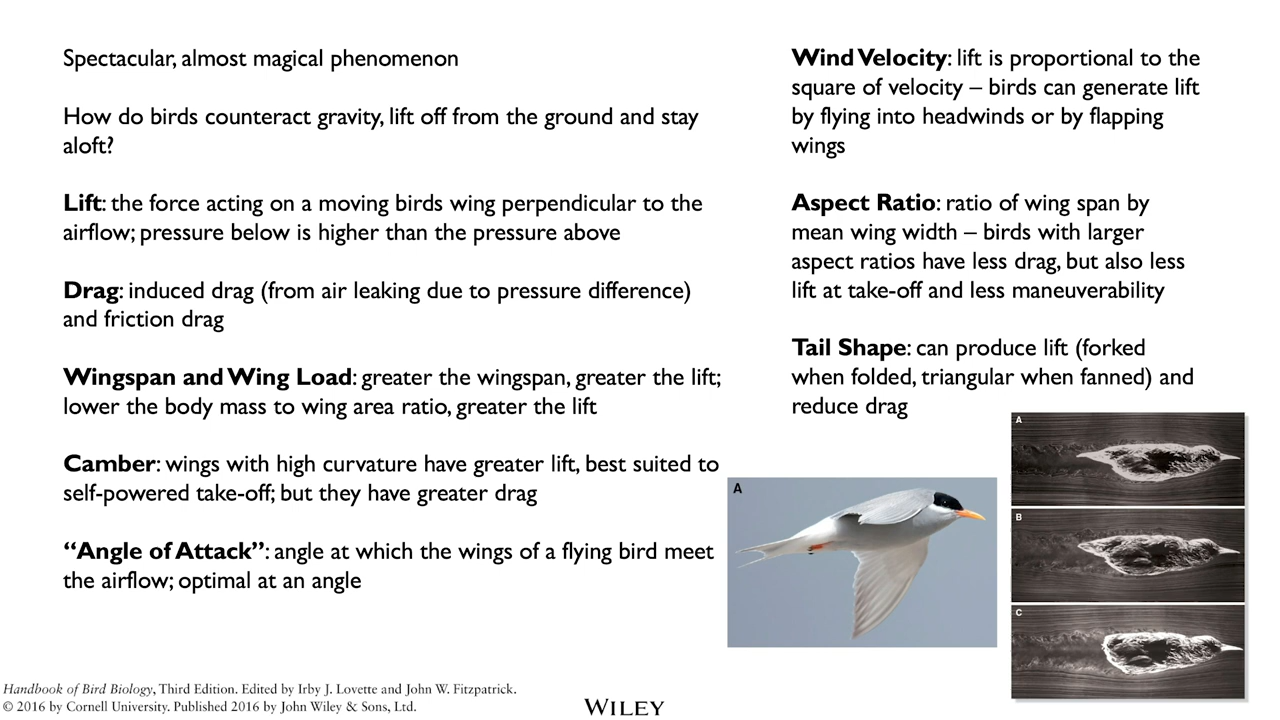 Spectacular, almost magical phenomenon
How do birds counteract gravity, lift off from the ground and stay
aloft?
Lift: the force acting on a moving birds wing perpendicular to the
airflow; pressure below is higher than the pressure above
Drag: induced drag (from air leaking due to pressure difference)
and friction drag
Wingspan and Wing Load: greater the wingspan, greater the lift;
lower the body mass to wing area ratio, greater the lift
Camber: wings with high curvature have greater lift, best suited to
self-powered take-off; but they have greater drag
“Angle of Attack”: angle at which the wings of a flying bird meet
the airflow; optimal at an angle
Wind Velocity: lift is proportional to the
square of velocity – birds can generate lift
by flying into headwinds or by flapping
wings
Aspect Ratio: ratio of wing span by
mean wing width – birds with larger
aspect ratios have less drag, but also less
lift at take-off and less maneuverability
Tail Shape: can produce lift (forked
when folded, triangular when fanned) and
reduce drag
A
A
B
C
Handbook of Bird Biology, Third Edition. Edited by Irby J. Lovette and John W. Fitzpatrick.
© 2016 by Cornell University. Published 2016 by John Wiley & Sons, Ltd.
WILEY